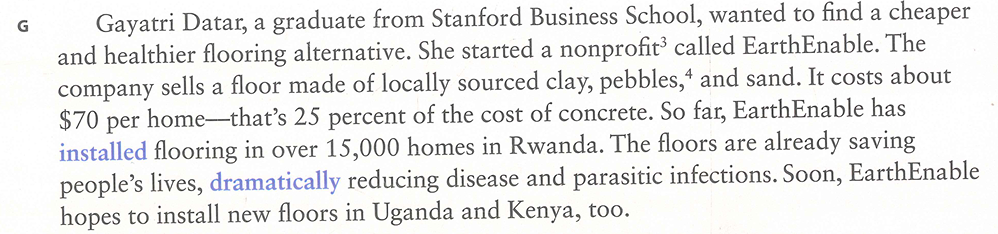 G Gayatri Datar, a graduate from Stanford Business School, wanted to find a cheaper
and healthier flooring alternative. She started a nonprofit³ called EarthEnable. The
company sells a floor made of locally sourced clay, pebbles,⁴ and sand. It costs about
$70 per home—that's 25 percent of the cost of concrete. So far, EarthEnable has
installed flooring in over 15,000 homes in Rwanda. The floors are already saving
people's lives, dramatically reducing disease and parasitic infections. Soon, EarthEnable
hopes to install new floors in Uganda and Kenya, too.